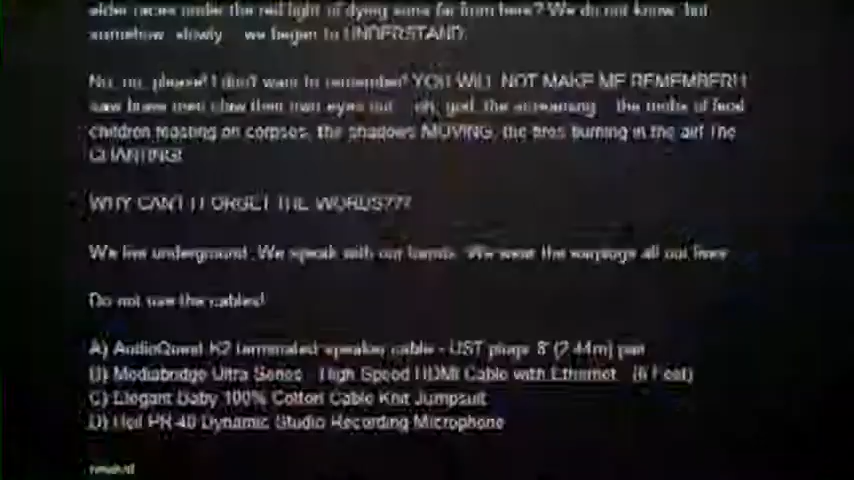 elder races under the red light of dying suns far from here? We do not know, but
somehow, slowly, we began to UNDERSTAND.
No, no, please! I don't want to remember! YOU WILL NOT MAKE ME REMEMBER! I
saw brave men claw their own eyes out... oh, god, the screaming... the mobs of feral
children feasting on corpses, the shadows MOVING, the fires burning in the air! The
CHANTING!
WHY CAN'T I FORGET THE WORDS???
We live underground. We speak with our hands. We wear the earplugs all our lives.
Do not use the cables!
A) AudioQuest K2 terminated speaker cable - UST plugs 8' (2.44m) pair
B) Mediabridge Ultra Series - High Speed HDMI Cable with Ethernet - (6 Feet)
C) Elegant Baby 100% Cotton Cable Knit Jumpsuit
D) Heil PR-40 Dynamic Studio Recording Microphone